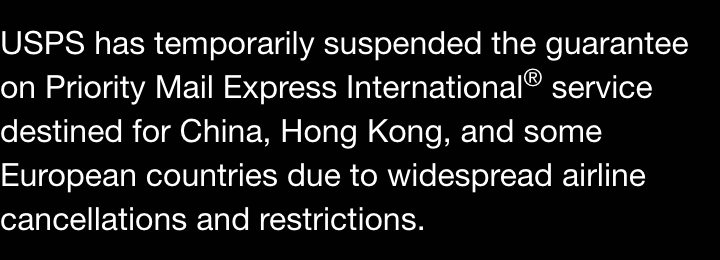 USPS has temporarily suspended the guarantee
on Priority Mail Express International® service
destined for China, Hong Kong, and some
European countries due to widespread airline
cancellations and restrictions.